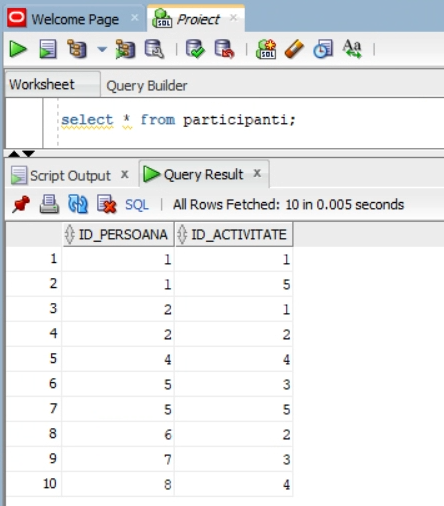 Welcome Page × Proiect ×
Worksheet Query Builder
select * from participanti;
Script Output × Query Result ×
SQL | All Rows Fetched: 10 in 0.005 seconds
ID_PERSOANA ID_ACTIVITATE
1 1 1
2 1 5
3 2 1
4 2 2
5 4 4
6 5 3
7 5 5
8 6 2
9 7 3
10 8 4